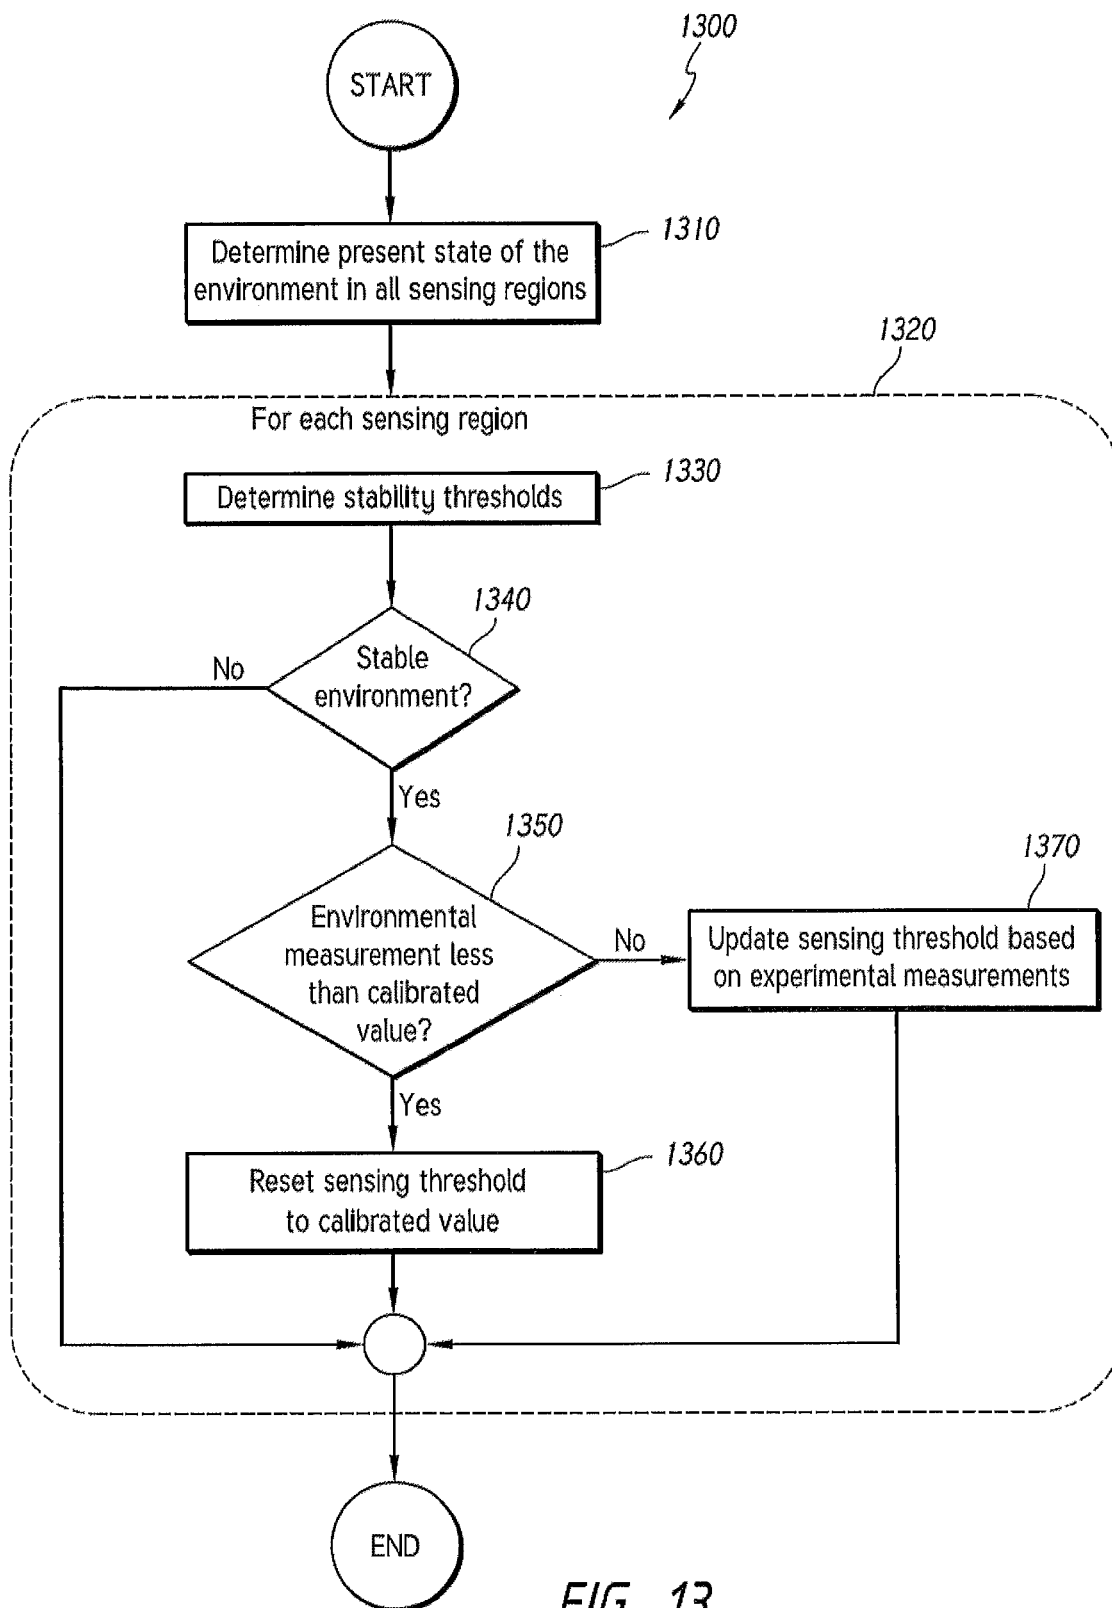 1300
START
1310
Determine present state of the
environment in all sensing regions
1320
For each sensing region
1330
Determine stability thresholds
1340
No
Stable
environment?
Yes
1350
1370
Environmental
measurement less
than calibrated
value?
No
Update sensing threshold based
on experimental measurements
Yes
1360
Reset sensing threshold
to calibrated value
END
FIG. 13